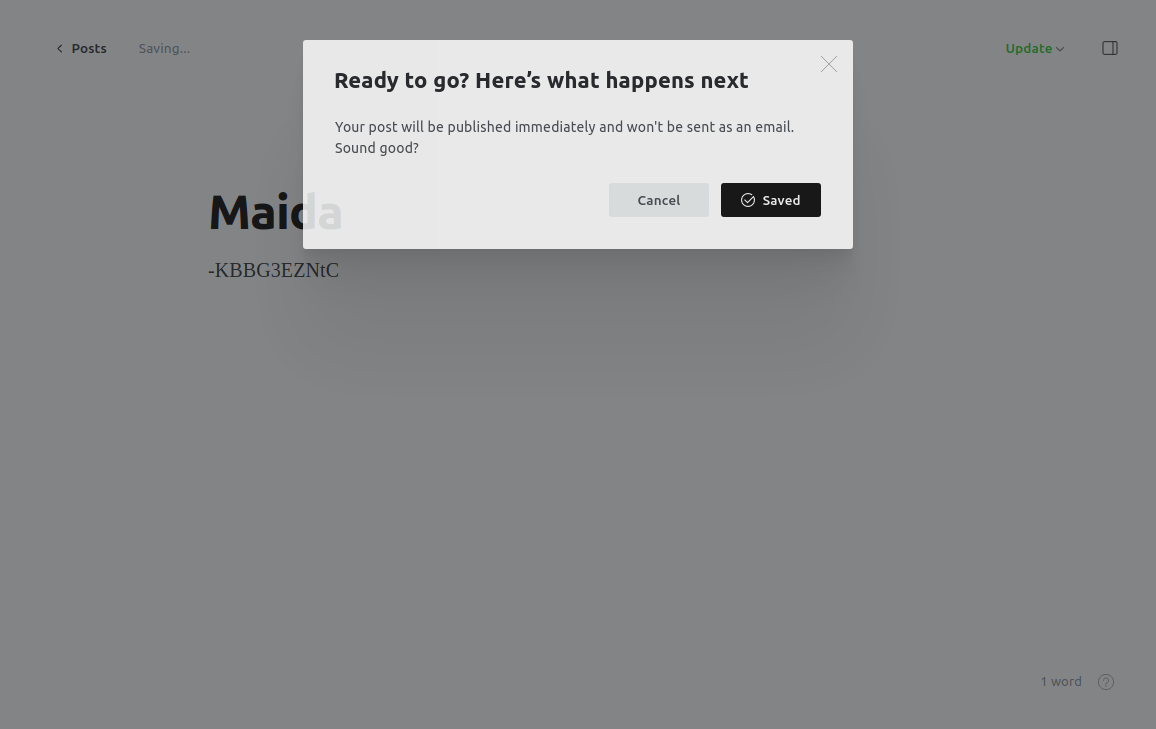 Posts
Saving...
Update
Ready to go? Here’s what happens next
Your post will be published immediately and won't be sent as an email.
Sound good?
Cancel
Saved
Maida
-KBBG3EZNtC
1 word
?